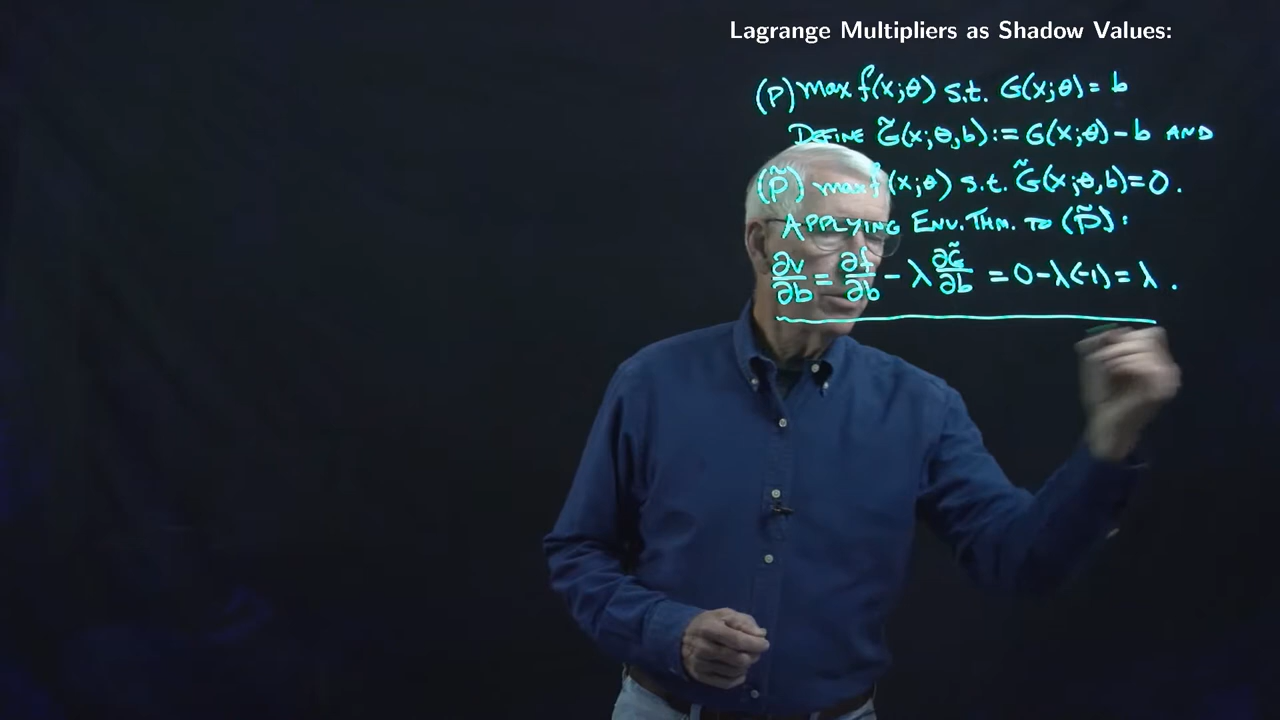 Lagrange Multipliers as Shadow Values:
(P) max f(x;θ) s.t. G(x;θ) = b
DEFINE G̃(x;θ,b) := G(x;θ) - b AND
(P̃) max f(x;θ) s.t. G̃(x;θ,b) = 0.
APPLYING ENV. THM. TO (P̃):
∂v/∂b = ∂f/∂b - λ ∂G̃/∂b = 0 - λ(-1) = λ.